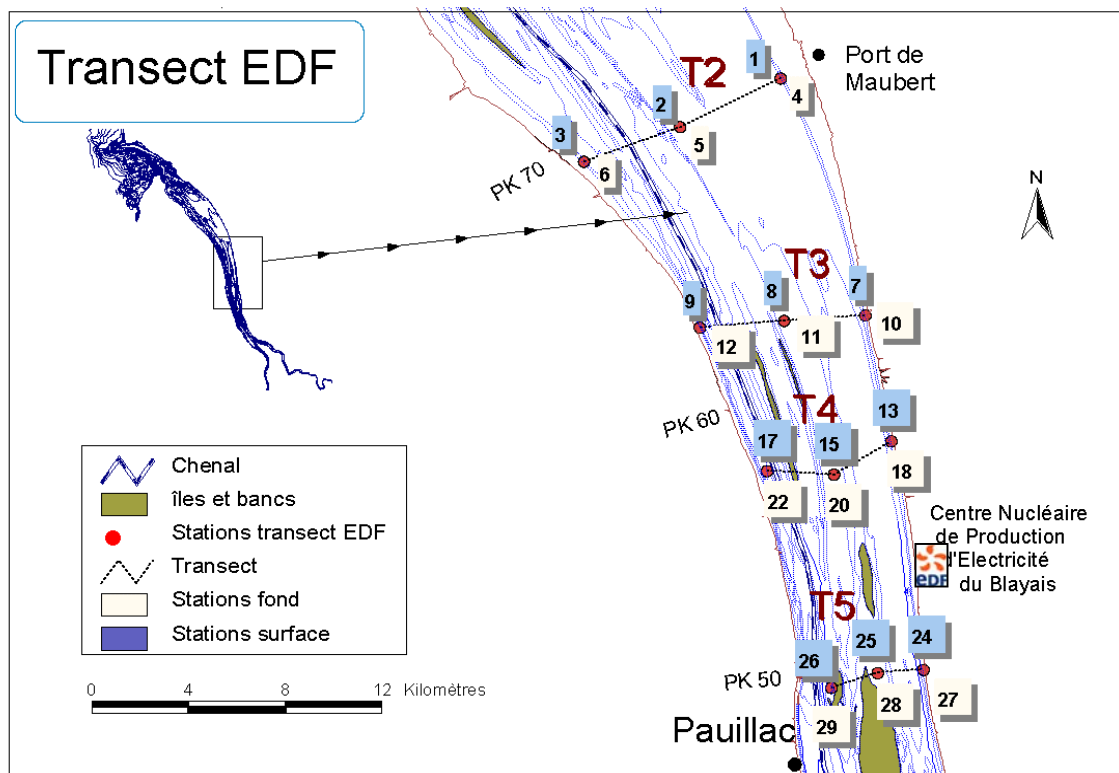 Transect EDF
T2
1
Port de
Maubert
4
2
5
3
6
PK 70
N
T3
7
8
9
10
11
12
PK 60
T4
13
15
17
18
20
22
Centre Nucléaire
de Production
d'Electricité
du Blayais
eDF
T5
24
25
26
27
28
29
PK 50
Pauillac
Chenal
îles et bancs
Stations transect EDF
Transect
Stations fond
Stations surface
0 4 8 12 Kilomètres